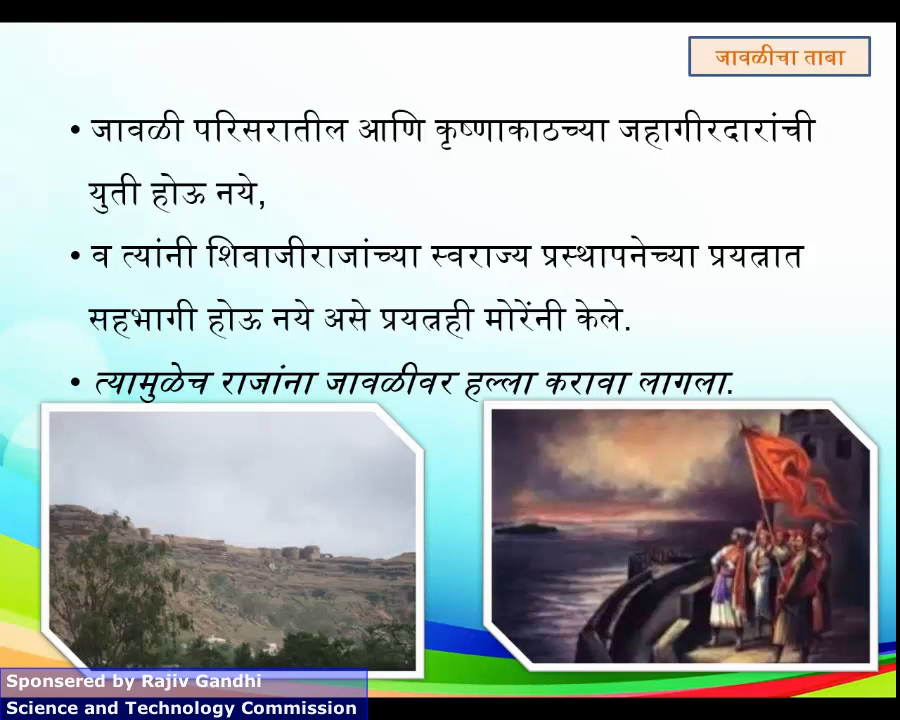 जावळीचा ताबा
• जावळी परिसरातील आणि कृष्णाकाठच्या जहागीरदारांची
युती होऊ नये,
• व त्यांनी शिवाजीराजांच्या स्वराज्य प्रस्थापनेच्या प्रयत्नात
सहभागी होऊ नये असे प्रयत्नही मोरेंनी केले.
• त्यामुळेच राजांना जावळीवर हल्ला करावा लागला.
Sponsered by Rajiv Gandhi
Science and Technology Commission